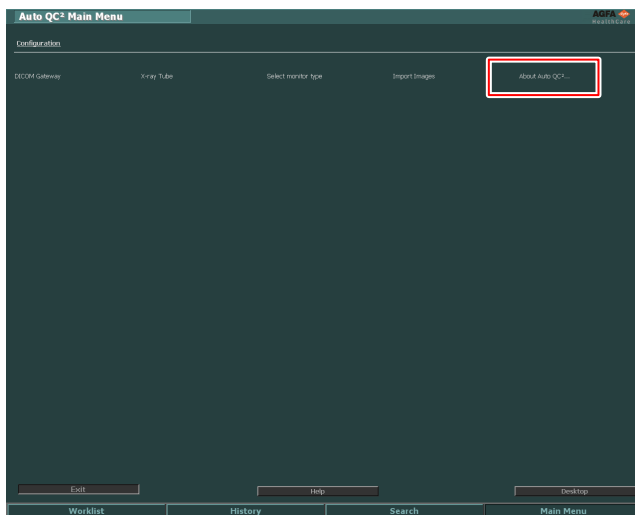 Auto QC² Main Menu
AGFA
HealthCare
Configuration
DICOM Gateway X-ray Tube Select monitor type Import Images About Auto QC²...
Exit Help Desktop
Worklist History Search Main Menu